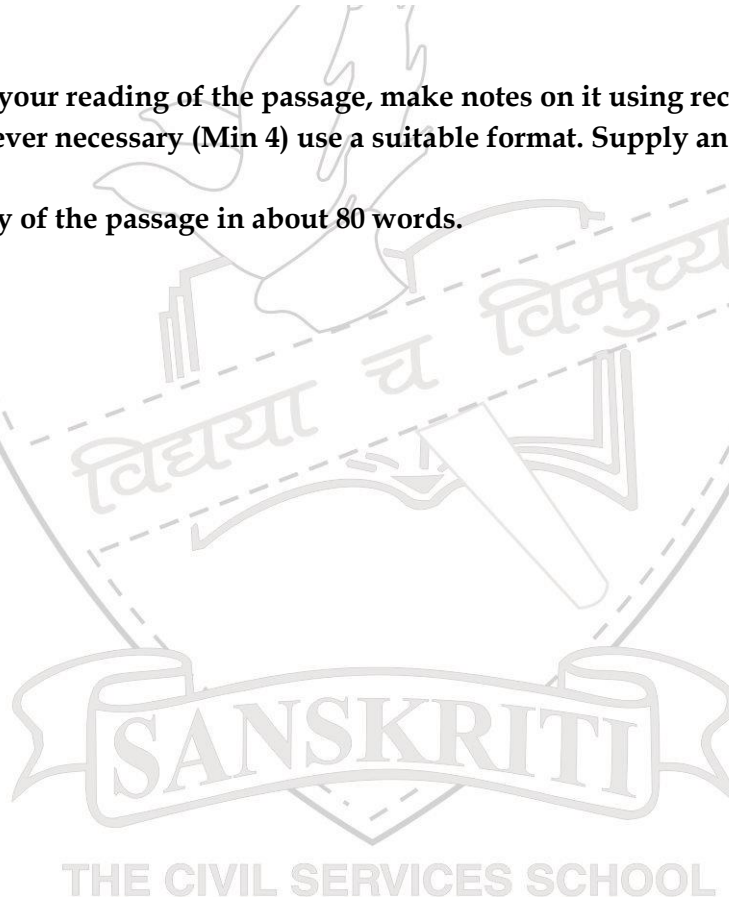 your reading of the passage, make notes on it using rec
ever necessary (Min 4) use a suitable format. Supply an
y of the passage in about 80 words.
विद्यया च विमुच्य
SANSKRITI
THE CIVIL SERVICES SCHOOL